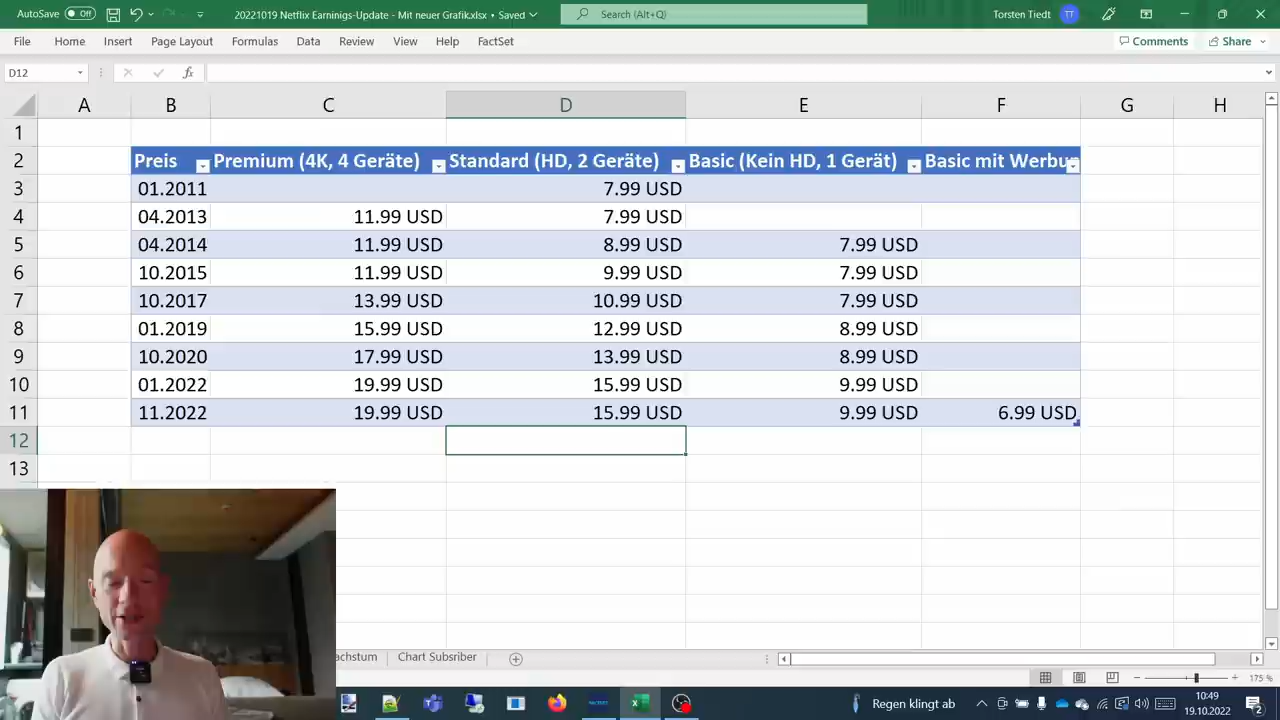 AutoSave Off 20221019 Netflix Earnings-Update - Mit neuer Grafik.xlsx • Saved Search (Alt+Q) Torsten Tiedt TT
File Home Insert Page Layout Formulas Data Review View Help FactSet Comments Share
D12 fx
A B C D E F G H
1
2 Preis Premium (4K, 4 Geräte) Standard (HD, 2 Geräte) Basic (Kein HD, 1 Gerät) Basic mit Werbun
3 01.2011 7.99 USD
4 04.2013 11.99 USD 7.99 USD
5 04.2014 11.99 USD 8.99 USD 7.99 USD
6 10.2015 11.99 USD 9.99 USD 7.99 USD
7 10.2017 13.99 USD 10.99 USD 7.99 USD
8 01.2019 15.99 USD 12.99 USD 8.99 USD
9 10.2020 17.99 USD 13.99 USD 8.99 USD
10 01.2022 19.99 USD 15.99 USD 9.99 USD
11 11.2022 19.99 USD 15.99 USD 9.99 USD 6.99 USD
12
13
achstum Chart Subsriber
175 %
Regen klingt ab 10:49
19.10.2022